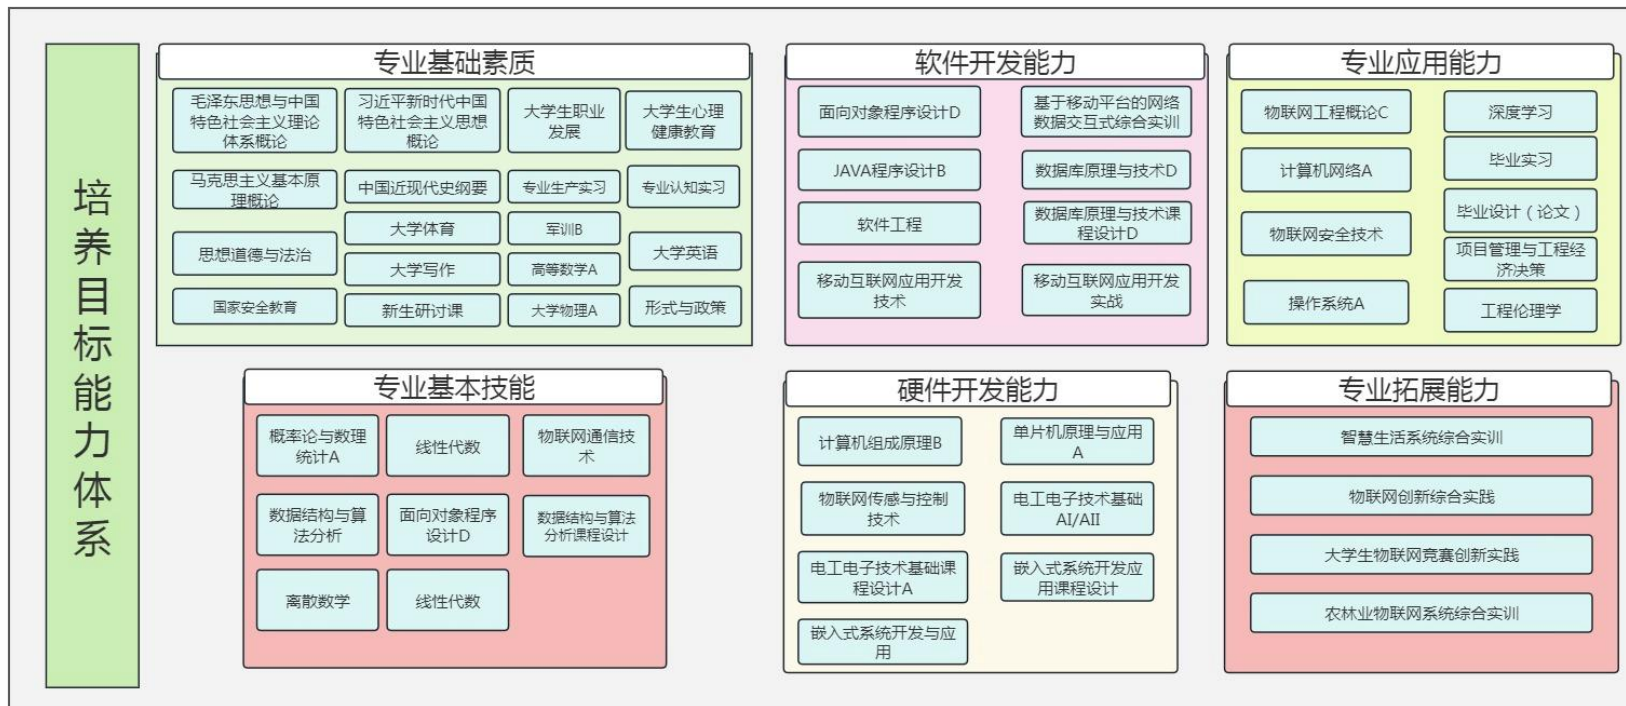 培养目标能力体系
专业基础素质
毛泽东思想与中国
特色社会主义理论
体系概论
习近平新时代中国
特色社会主义思想
概论
大学生职业
发展
大学生心理
健康教育
马克思主义基本原
理概论
中国近现代史纲要
专业生产实习
专业认知实习
大学体育
军训B
思想道德与法治
大学英语
大学写作
高等数学A
国家安全教育
新生研讨课
大学物理A
形式与政策
软件开发能力
面向对象程序设计D
基于移动平台的网络
数据交互式综合实训
JAVA程序设计B
数据库原理与技术D
软件工程
数据库原理与技术课
程设计D
移动互联网应用开发
技术
移动互联网应用开发
实战
专业应用能力
物联网工程概论C
深度学习
计算机网络A
毕业实习
物联网安全技术
毕业设计（论文）
项目管理与工程经
济决策
操作系统A
工程伦理学
专业基本技能
概率论与数理
统计A
线性代数
物联网通信技
术
数据结构与算
法分析
面向对象程序
设计D
数据结构与算法
分析课程设计
离散数学
线性代数
硬件开发能力
计算机组成原理B
单片机原理与应用
A
物联网传感与控制
技术
电工电子技术基础
AI/AII
电工电子技术基础课
程设计A
嵌入式系统开发应
用课程设计
嵌入式系统开发与应
用
专业拓展能力
智慧生活系统综合实训
物联网创新综合实践
大学生物联网竞赛创新实践
农林业物联网系统综合实训